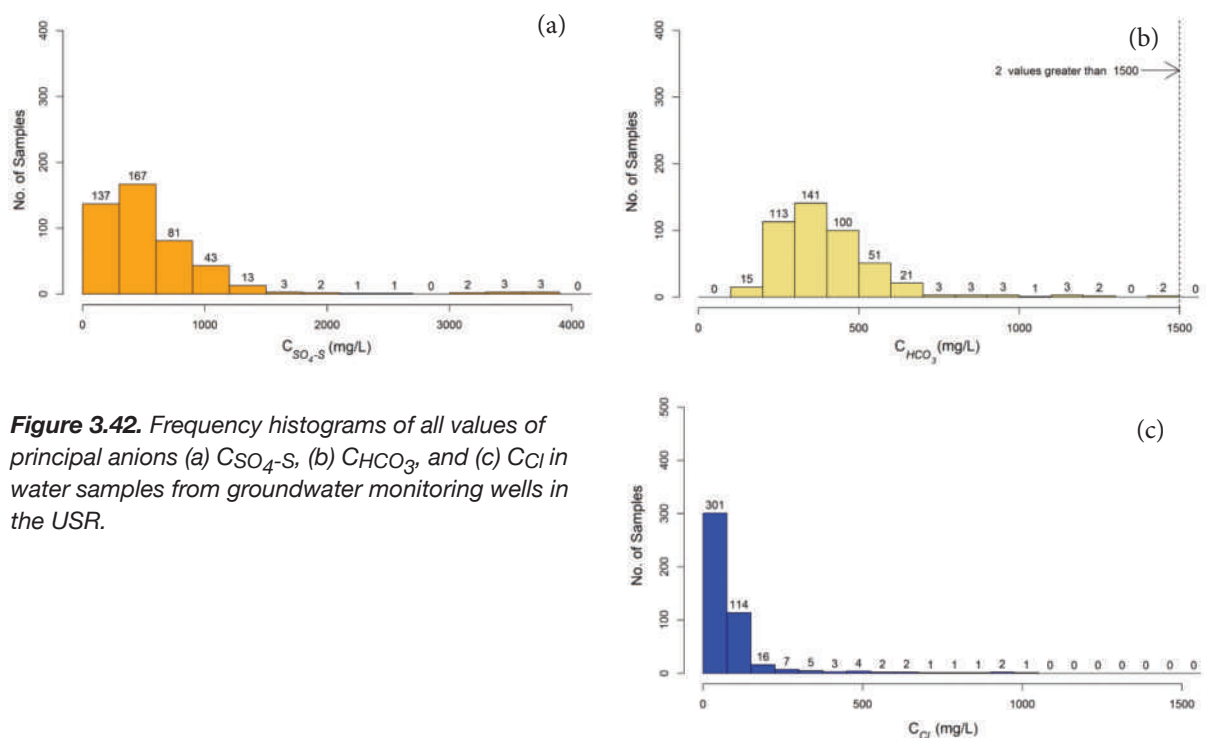 (a)
400
300
200
100
0
No. of Samples
137 167 81 43 13 3 2 1 1 0 2 3 3 0
0 1000 2000 3000 4000
C_SO4-S (mg/L)
(b)
2 values greater than 1500
400
300
200
100
0
No. of Samples
0 15 113 141 100 51 21 3 3 3 1 3 2 0 2 0
0 500 1000 1500
C_HCO3 (mg/L)
Figure 3.42. Frequency histograms of all values of
principal anions (a) CSO4-S, (b) CHCO3, and (c) CCl in
water samples from groundwater monitoring wells in
the USR.
(c)
500
400
300
200
100
0
No. of Samples
301 114 16 7 5 3 4 2 2 1 1 1 2 1 0 0 0 0 0 0 0
0 500 1000 1500
C_Cl (mg/L)